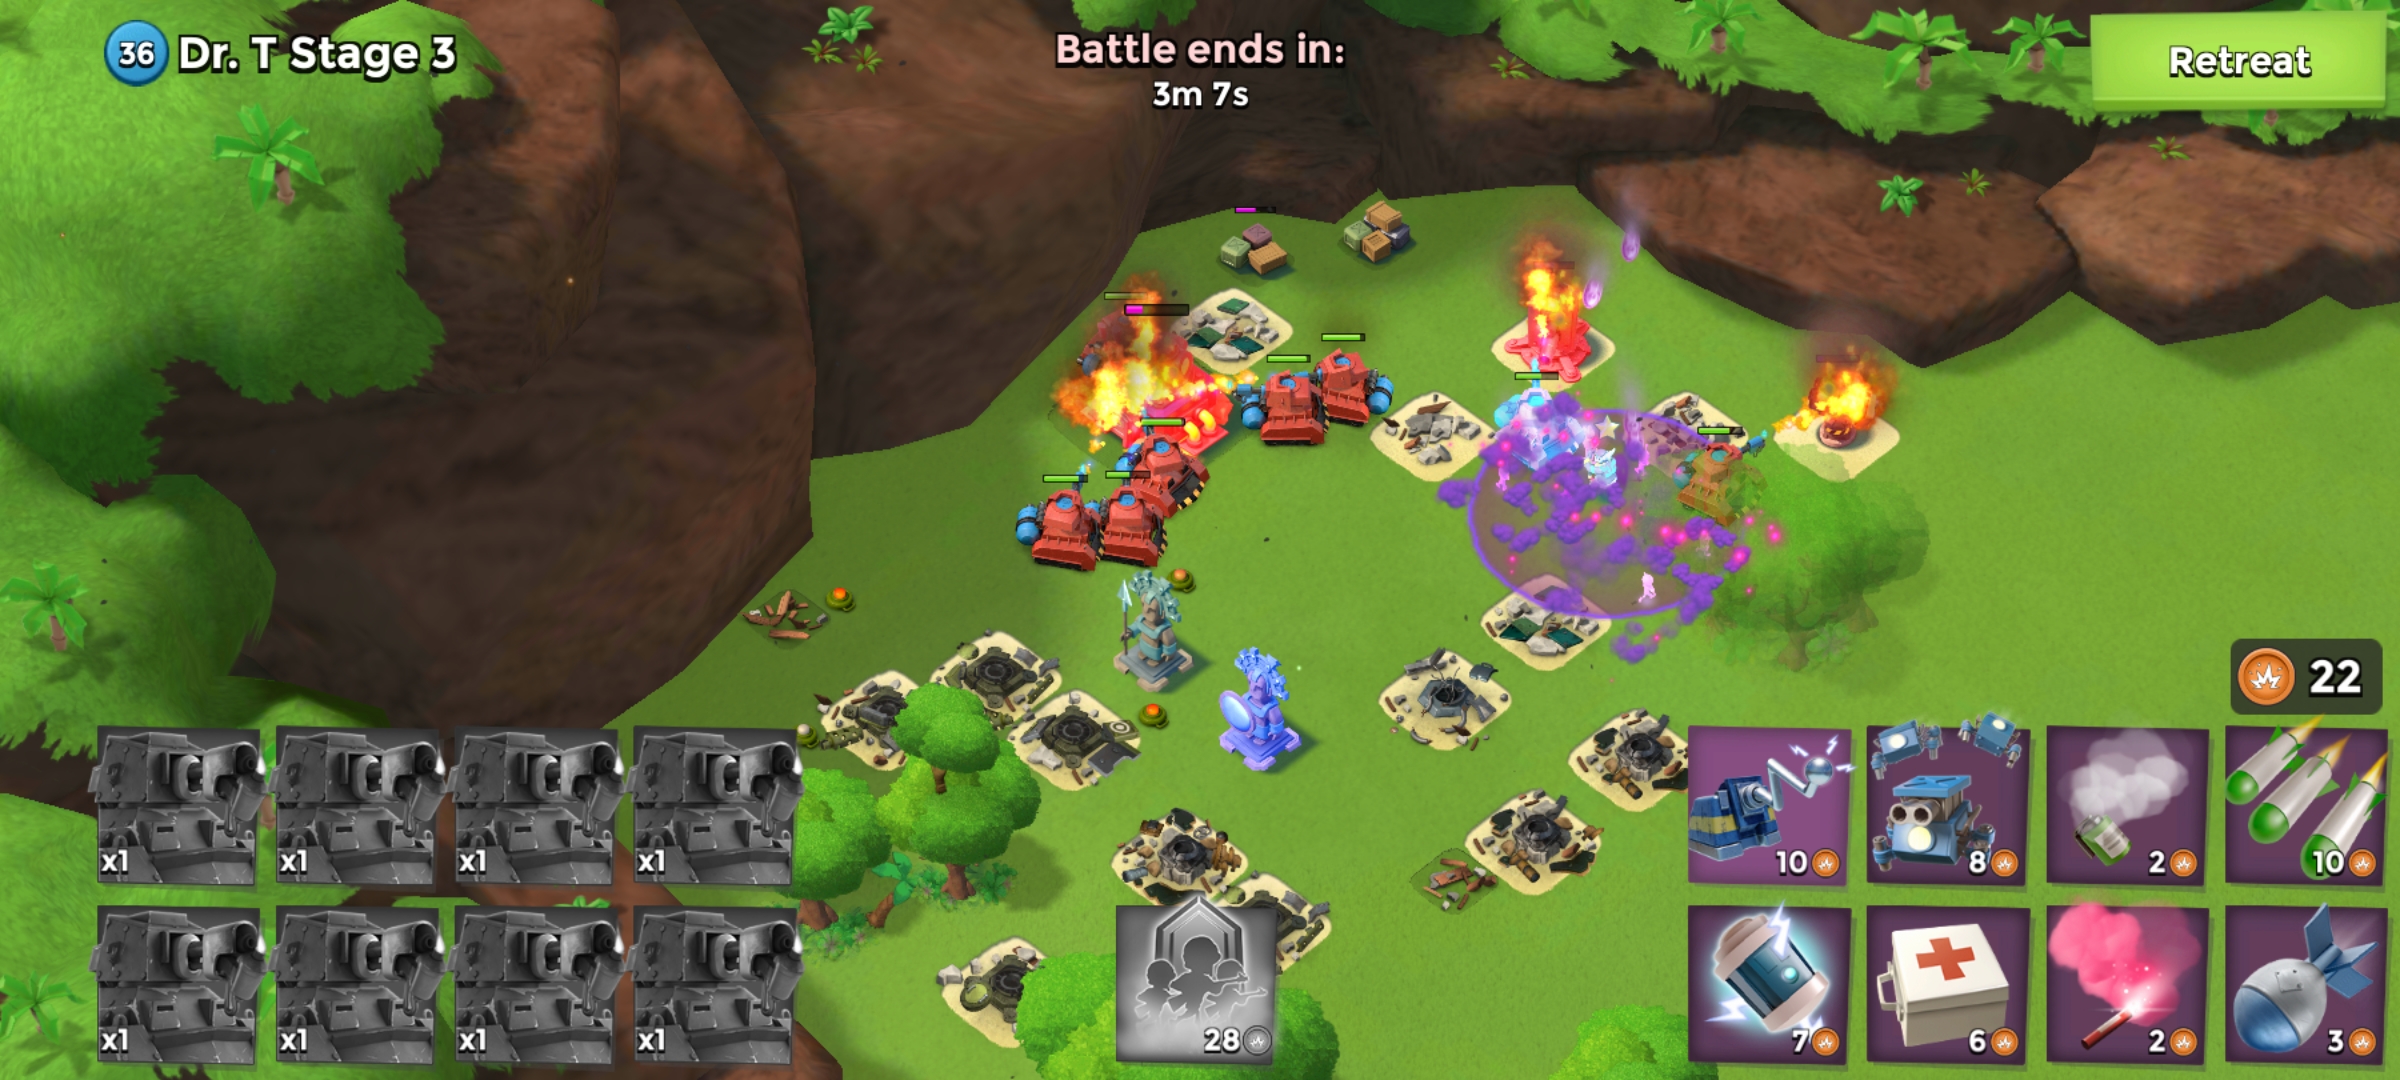 36 Dr. T Stage 3
Battle ends in:
3m 7s
Retreat
22
x1 x1 x1 x1
10 8 2 10
x1 x1 x1 x1
28
7 6 2 3